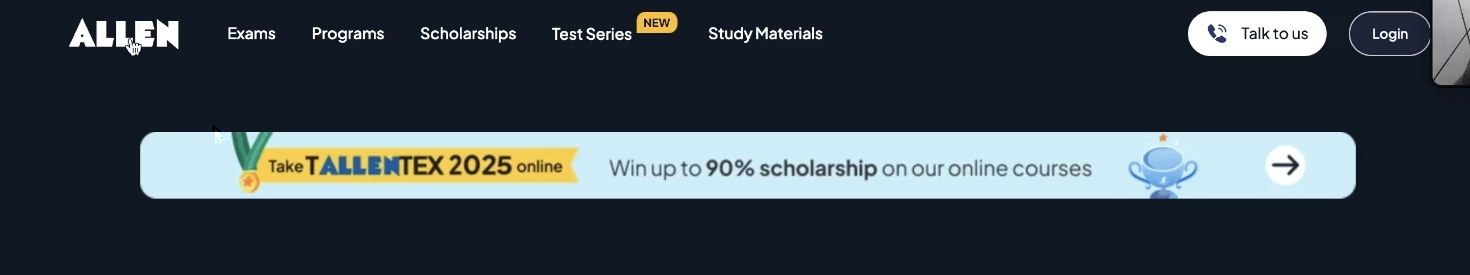 ALLEN
Exams
Programs
Scholarships
Test Series
NEW
Study Materials
Talk to us
Login
Take TALLENTEX 2025 online
Win up to 90% scholarship on our online courses